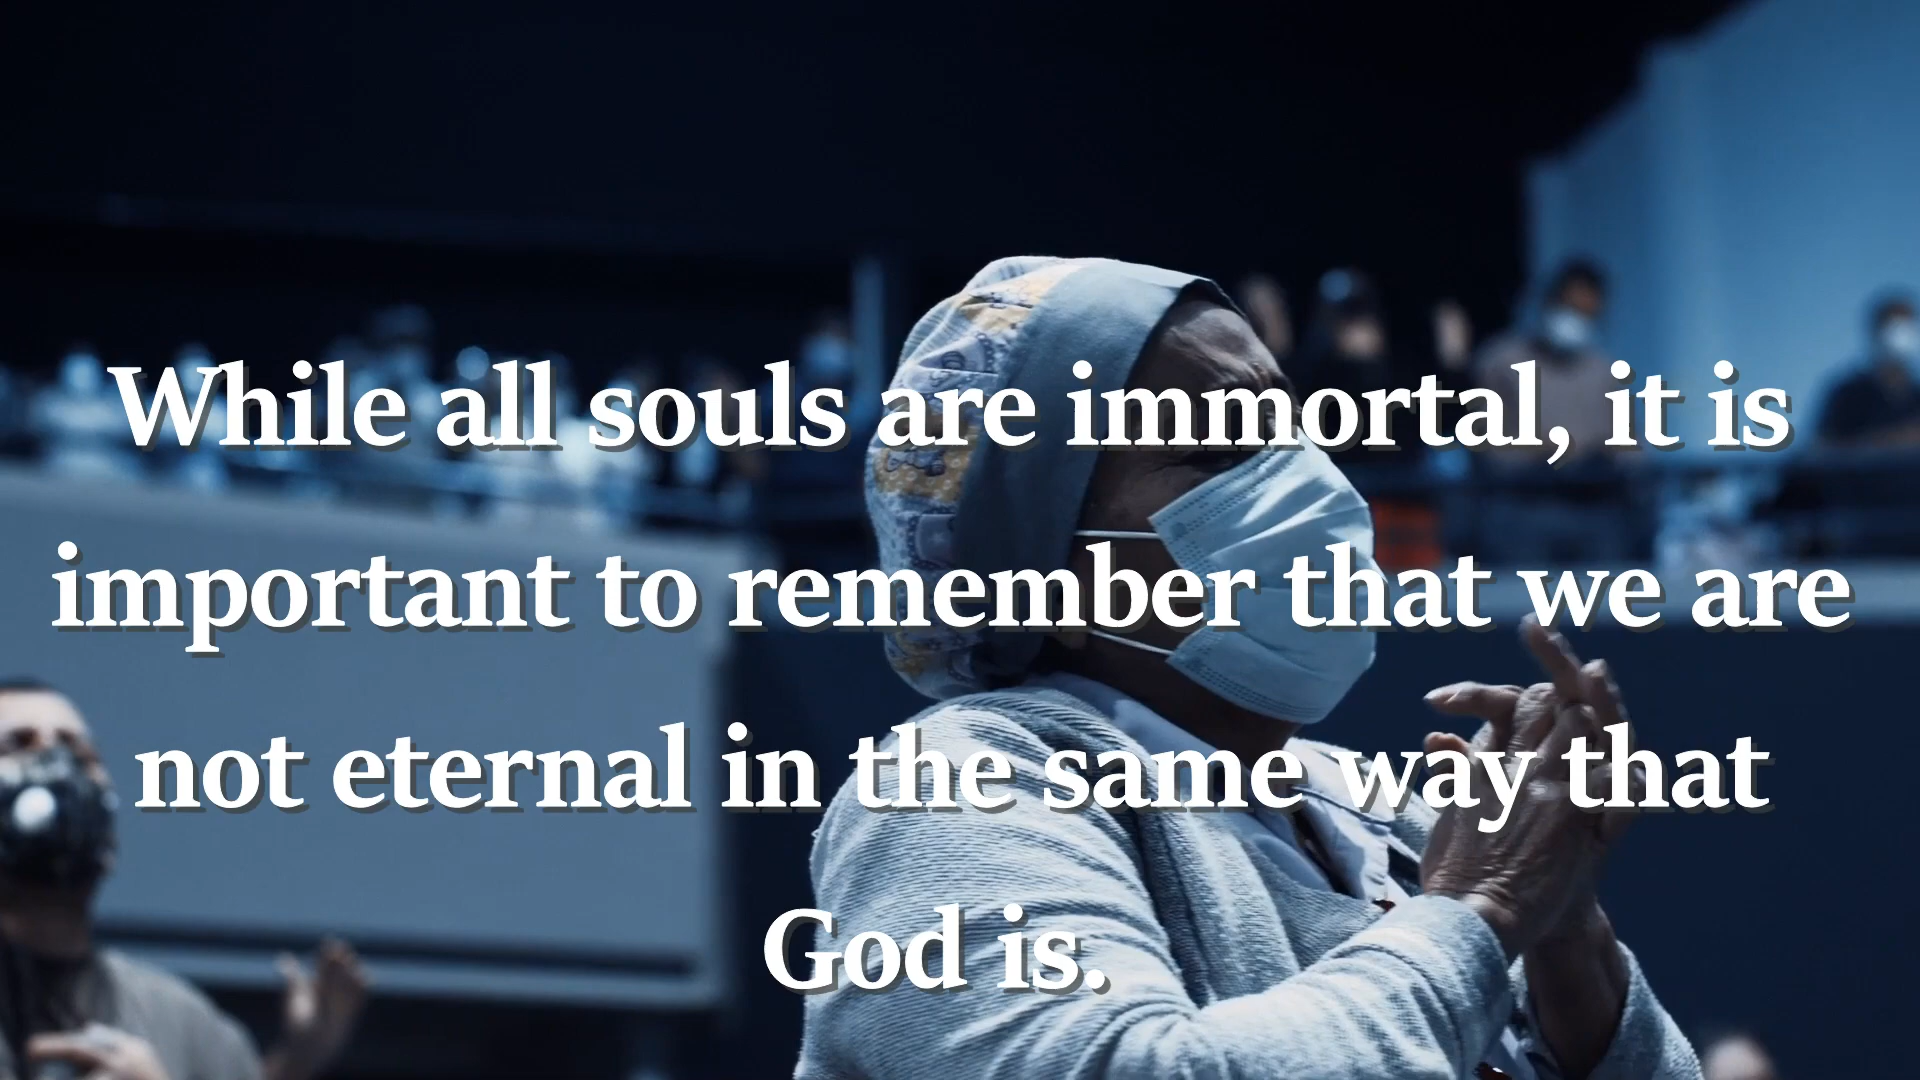 While all souls are immortal, it is
important to remember that we are
not eternal in the same way that
God is.